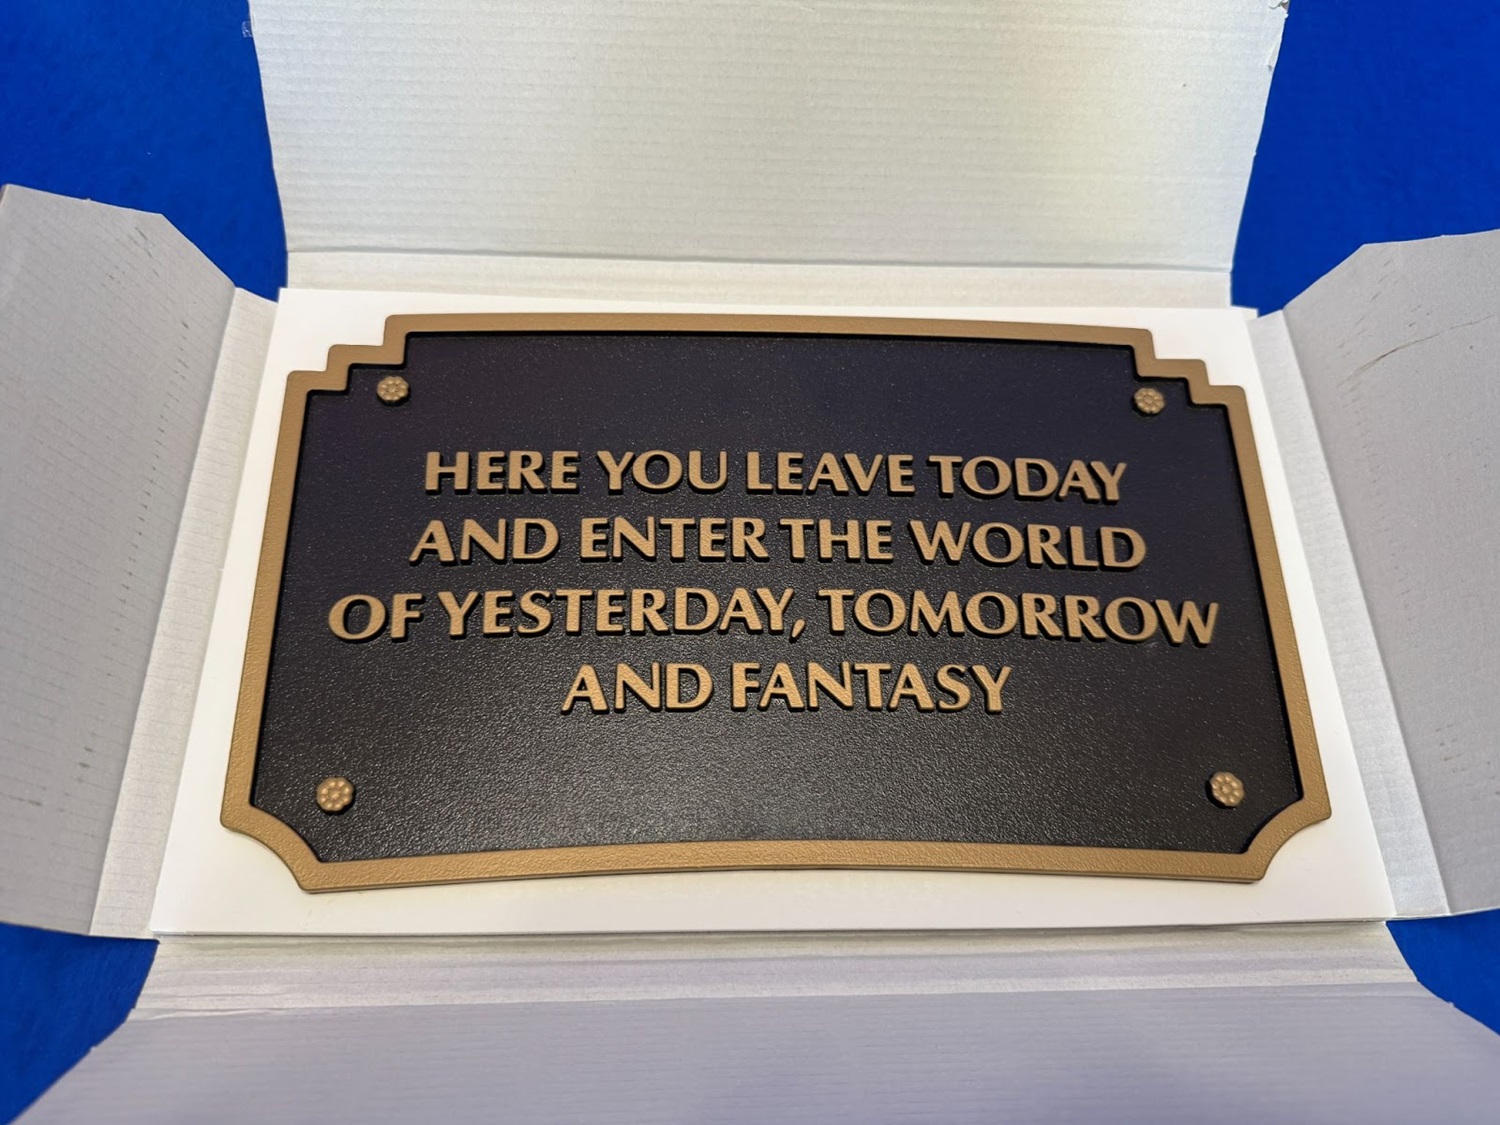 HERE YOU LEAVE TODAY
AND ENTER THE WORLD
OF YESTERDAY, TOMORROW
AND FANTASY